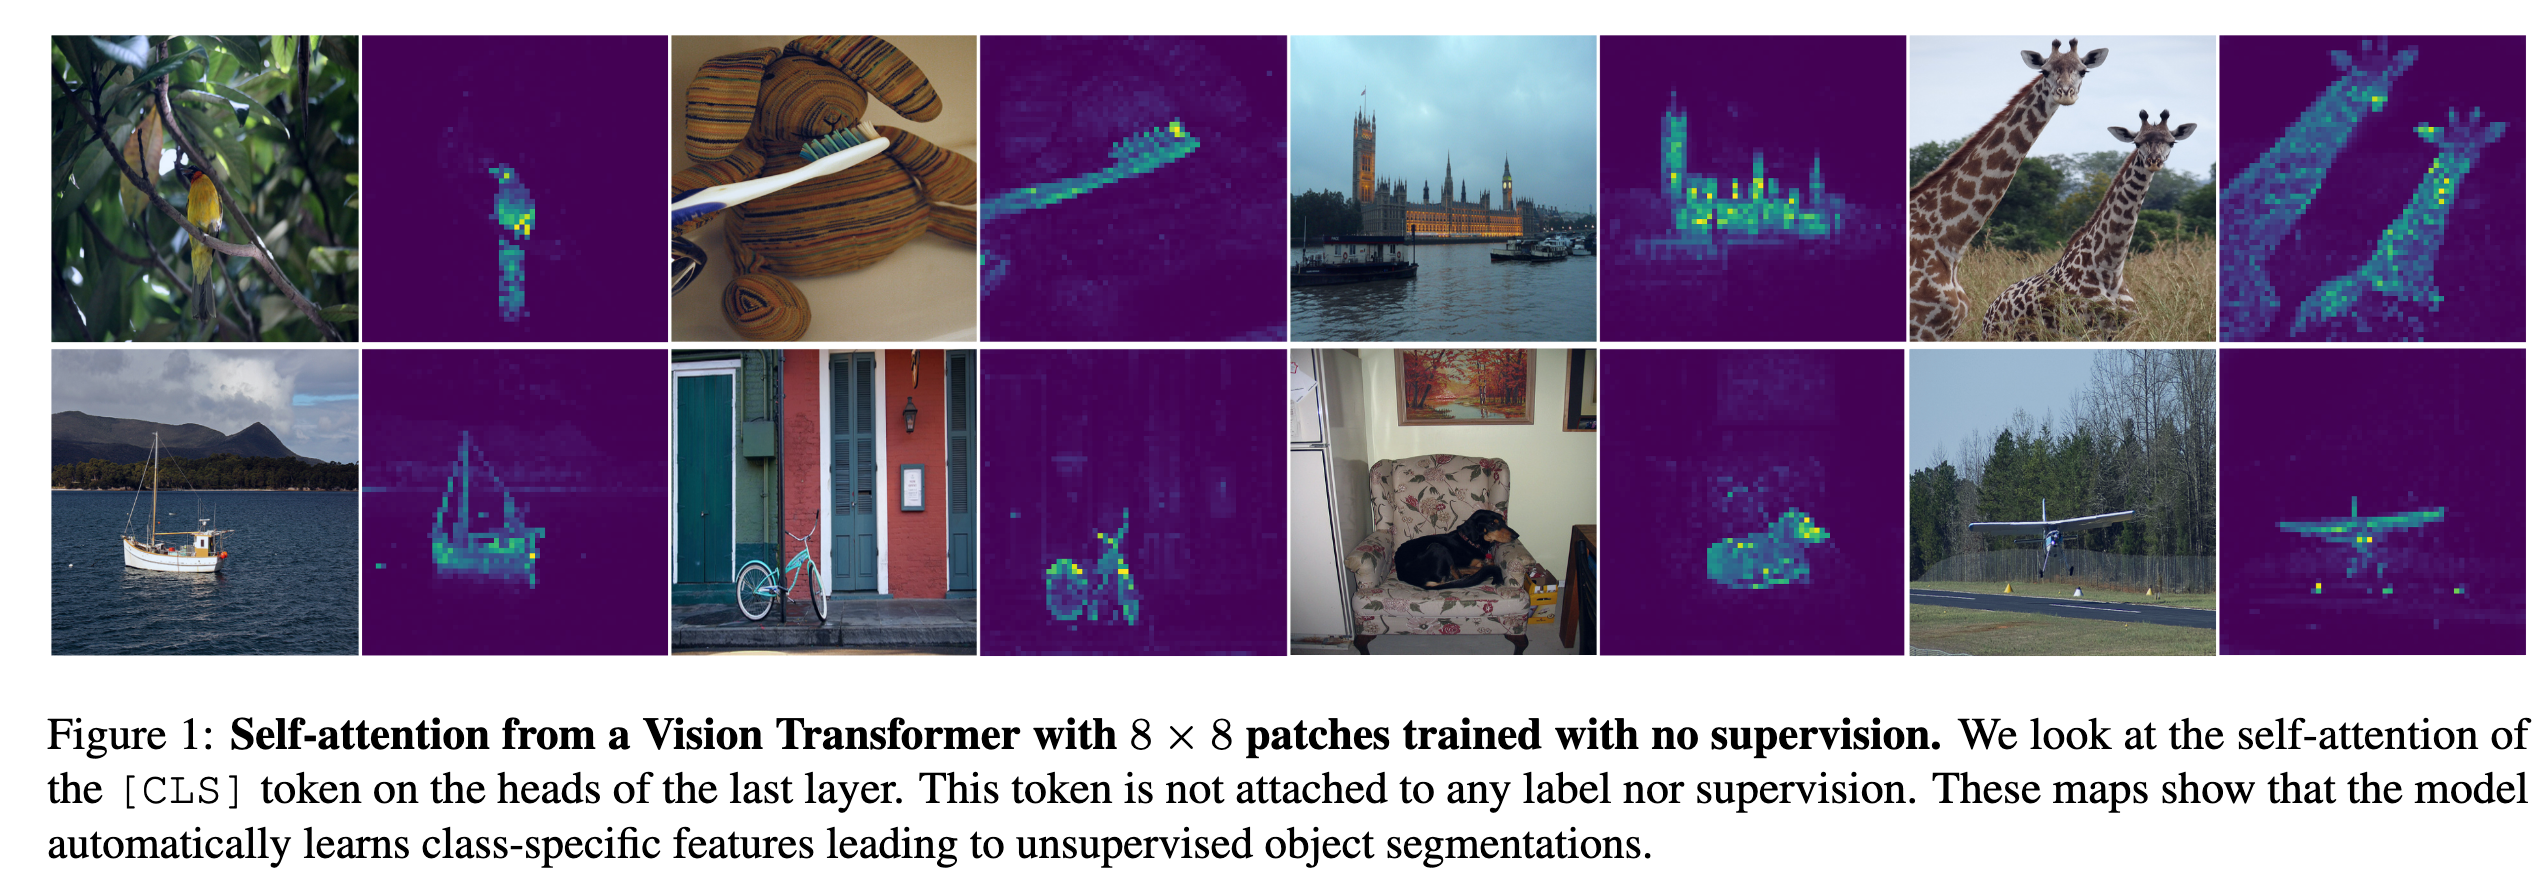 Figure 1: Self-attention from a Vision Transformer with 8 × 8 patches trained with no supervision. We look at the self-attention of
the [CLS] token on the heads of the last layer. This token is not attached to any label nor supervision. These maps show that the model
automatically learns class-specific features leading to unsupervised object segmentations.